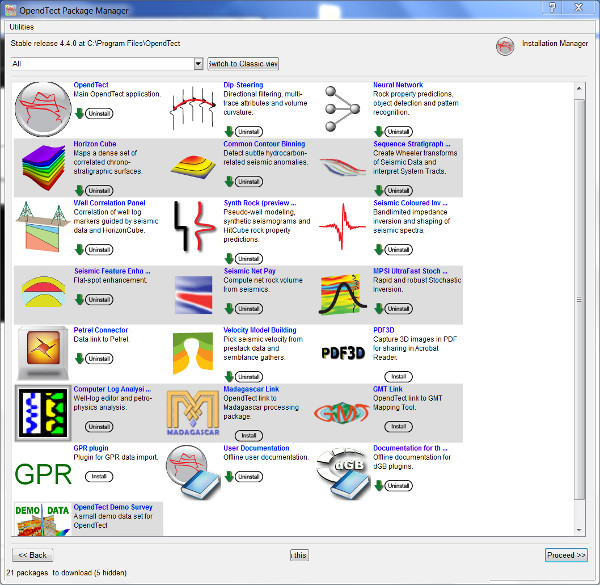 OpendTect Package Manager
Utilities
Stable release 4.4.0 at C:\Program Files\OpendTect
Installation Manager
All
Switch to Classic view
OpendTect
Main OpendTect application.
Uninstall
Dip-Steering
Directional filtering, multi-
trace attributes and volume
curvature.
Uninstall
Neural Network
Rock property predictions,
object detection and pattern
recognition.
Uninstall
Horizon Cube
Maps a dense set of
correlated chrono-
stratigraphic surfaces.
Uninstall
Common Contour Binning
Detect subtle hydrocarbon-
related seismic anomalies.
Uninstall
Sequence Stratigraph ...
Create Wheeler transforms
of Seismic Data and
interpret System Tracts.
Uninstall
Well Correlation Panel
Correlation of well log
markers guided by seismic
data and HorizonCube.
Uninstall
Synth Rock (preview ...
Pseudo-well modeling,
synthetic seismograms and
HitCube rock property
predictions.
Uninstall
Seismic Coloured Inv ...
Bandlimited impedance
inversion and shaping of
seismic spectra.
Uninstall
Seismic Feature Enha ...
Flat-spot enhancement.
Uninstall
Seismic Net Pay
Compute net rock volume
from seismics.
Uninstall
MPSI UltraFast Stoch ...
Rapid and robust Stochastic
Inversion.
Uninstall
Petrel Connector
Data link to Petrel.
Uninstall
Velocity Model Building
Pick seismic velocity from
prestack data and
semblance gathers.
Uninstall
PDF3D
PDF3D
Capture 3D images in PDF
for sharing in Acrobat
Reader.
Install
Computer Log Analysi ...
Well-log editor and petro-
physics analysis.
Uninstall
MADAGASCAR
Madagascar Link
OpendTect link to
Madagascar processing
package.
Install
GMT
GMT Link
OpendTect link to GMT
Mapping Tool.
Install
GPR
GPR plugin
Plugin for GPR data import.
Install
User Documentation
Offline user documentation.
Uninstall
dGB
Documentation for th ...
Offline documentation for
dGB plugins.
Uninstall
DEMO DATA
OpendTect Demo Survey
A small demo data set for
OpendTect
<< Back
this
Proceed >>
21 packages to download (5 hidden)